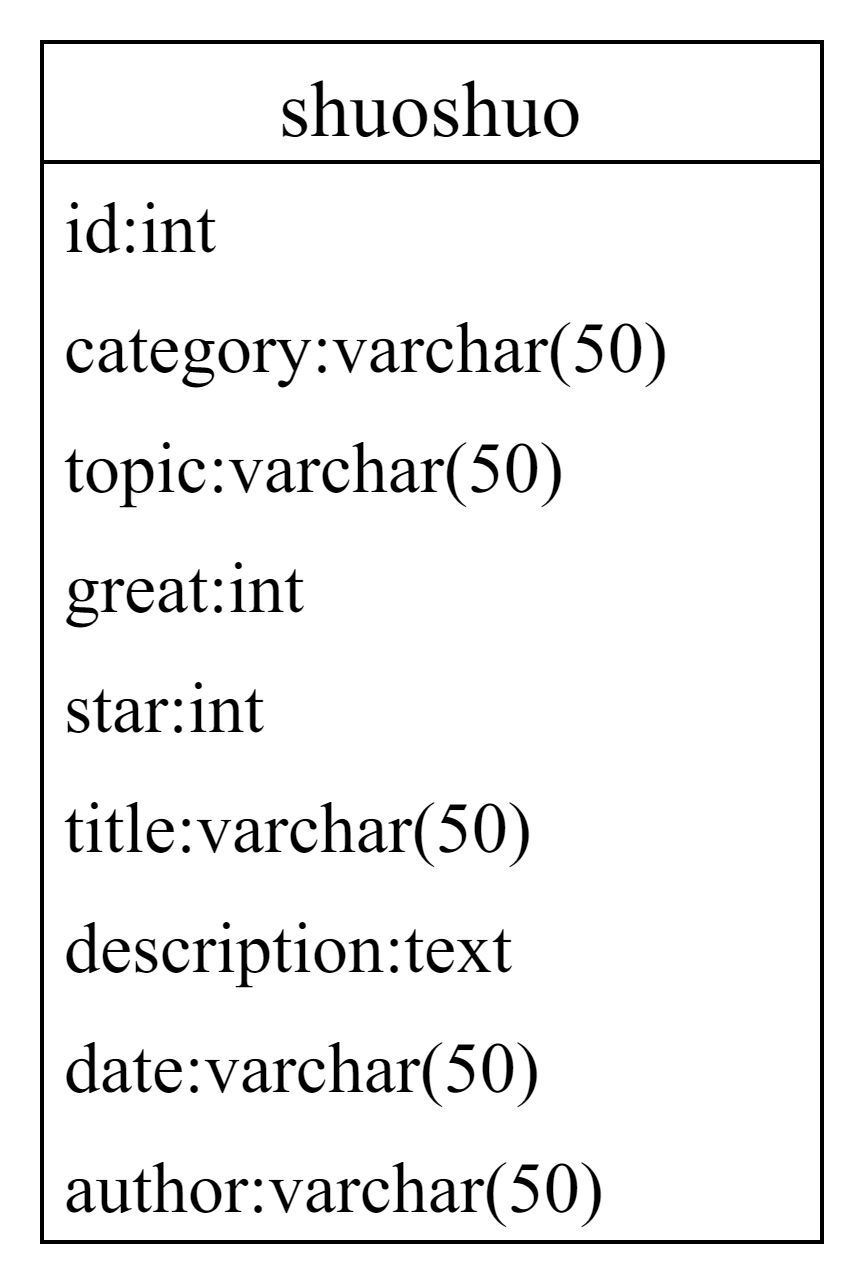 shuoshuo
id:int
category:varchar(50)
topic:varchar(50)
great:int
star:int
title:varchar(50)
description:text
date:varchar(50)
author:varchar(50)